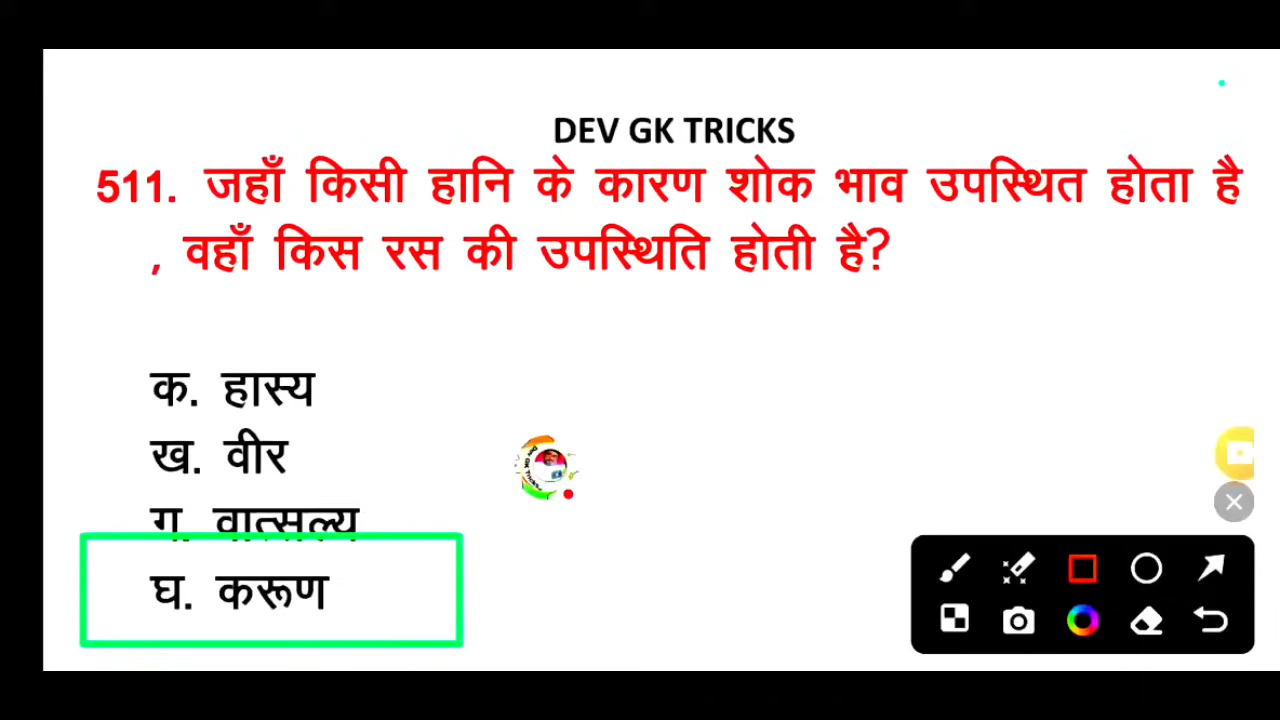 DEV GK TRICKS
511. जहाँ किसी हानि के कारण शोक भाव उपस्थित होता है
, वहाँ किस रस की उपस्थिति होती है?
क. हास्य
ख. वीर
ग. वात्सल्य
घ. करूण